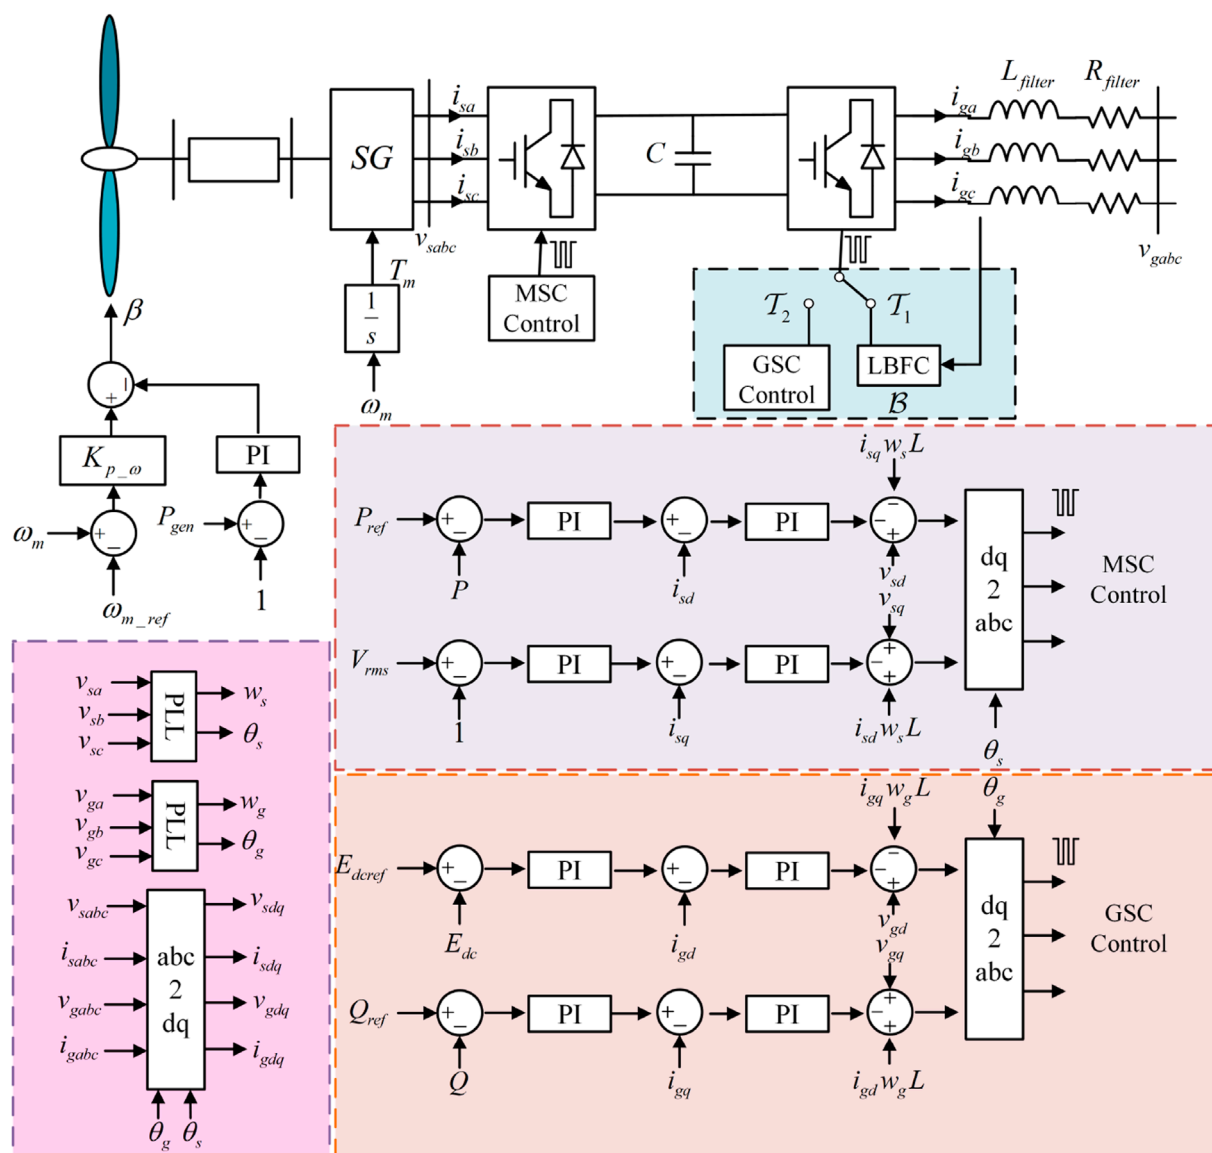 L_filter R_filter
i_sa i_ga
SG i_sb C i_gb
i_sc i_gc
v_sabc v_gabc
T_m
MSC
Control
1
s
ω_m
β
𝒯_2 𝒯_1
GSC
Control
LBFC
ℬ
+ −
K_p_ω PI
ω_m + − P_gen + −
ω_m_ref 1
i_sq w_s L
P_ref + − PI + − PI − − +
P i_sd v_sd
v_sq
V_rms + − PI + − PI + − +
1 i_sq i_sd w_s L
dq
2
abc
MSC
Control
θ_s
v_sa
v_sb
v_sc
PLL
w_s
θ_s
v_ga
v_gb
v_gc
PLL
w_g
θ_g
v_sabc v_sdq
i_sabc i_sdq
v_gabc v_gdq
i_gabc i_gdq
abc
2
dq
θ_g θ_s
i_gq w_g L θ_g
E_dcref + − PI + − PI − − +
E_dc i_gd v_gd
v_gq
Q_ref + − PI + − PI + − +
Q i_gq i_gd w_g L
dq
2
abc
GSC
Control